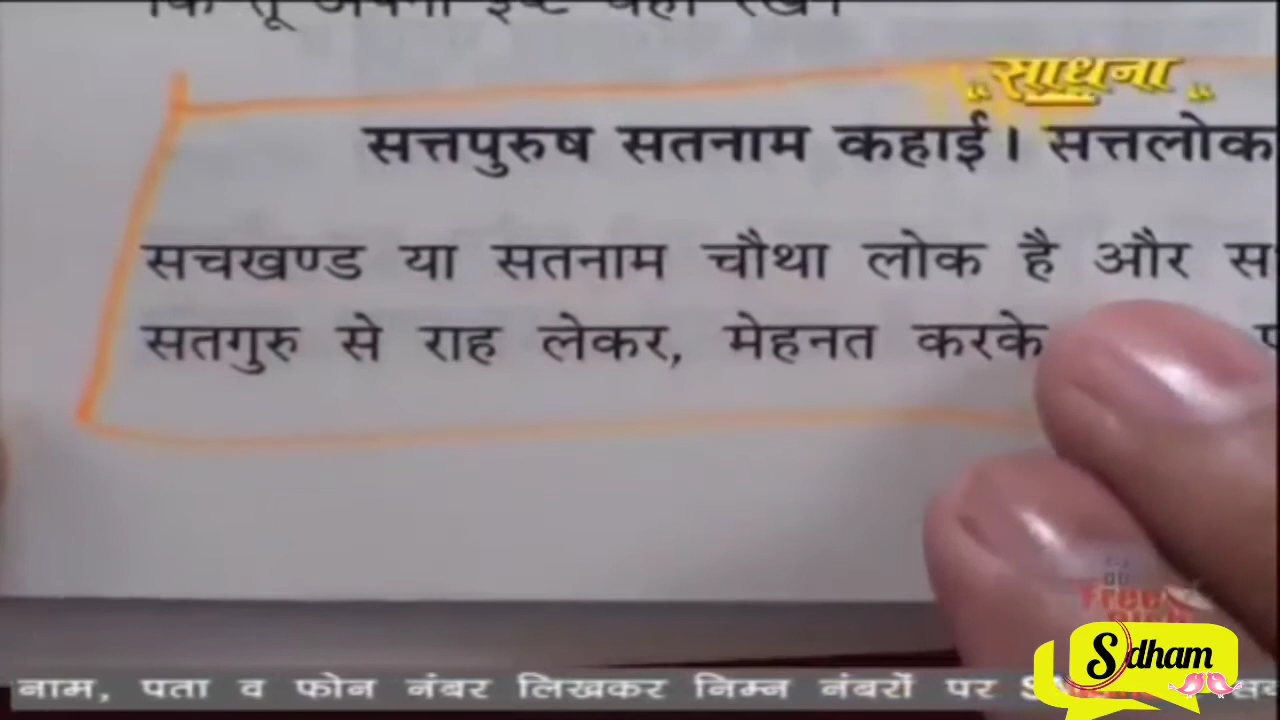 साधना
सत्तपुरुष सतनाम कहाई। सत्तलोक
सचखण्ड या सतनाम चौथा लोक है और
सतगुरु से राह लेकर, मेहनत करके
Free
Sdham
नाम, पता व फोन नंबर लिखकर निम्न नंबरों पर